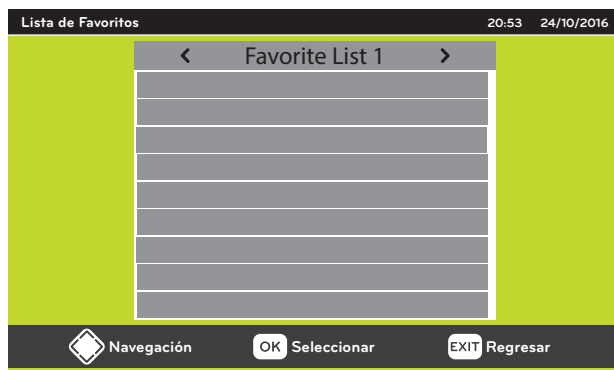 Lista de Favoritos 20:53 24/10/2016
Favorite List 1
Navegación OK Seleccionar EXIT Regresar